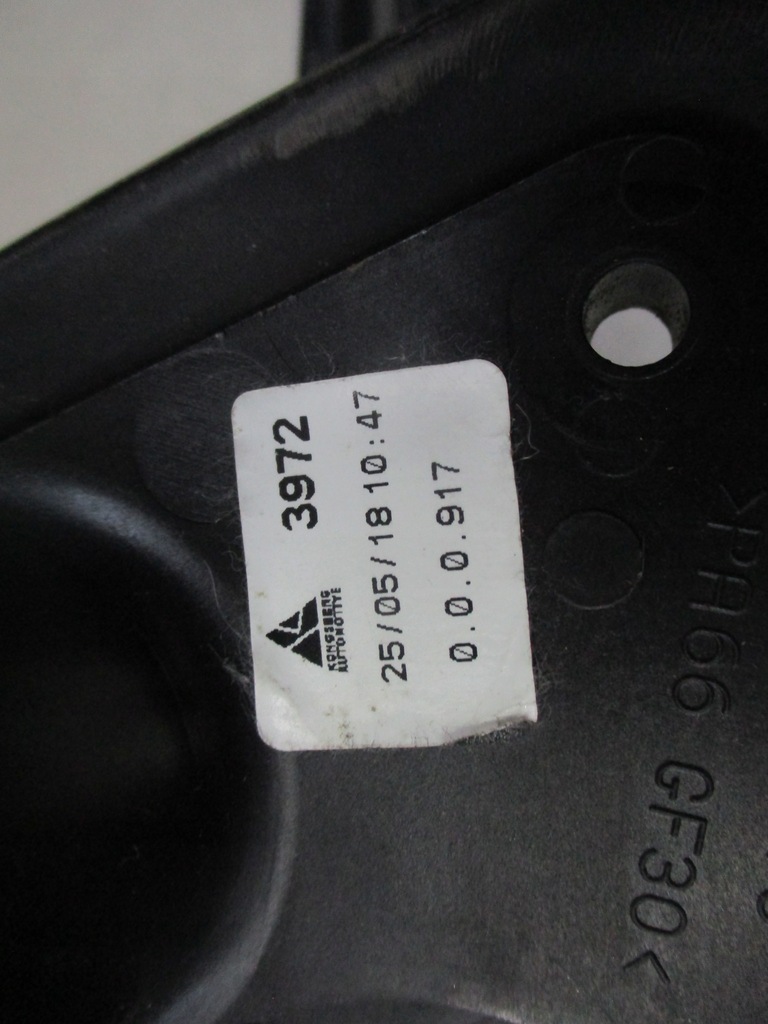 3972
KONGSBERG
AUTOMOTIVE
25/05/18 10:47
0.0.0.917
>PA66 GF30<